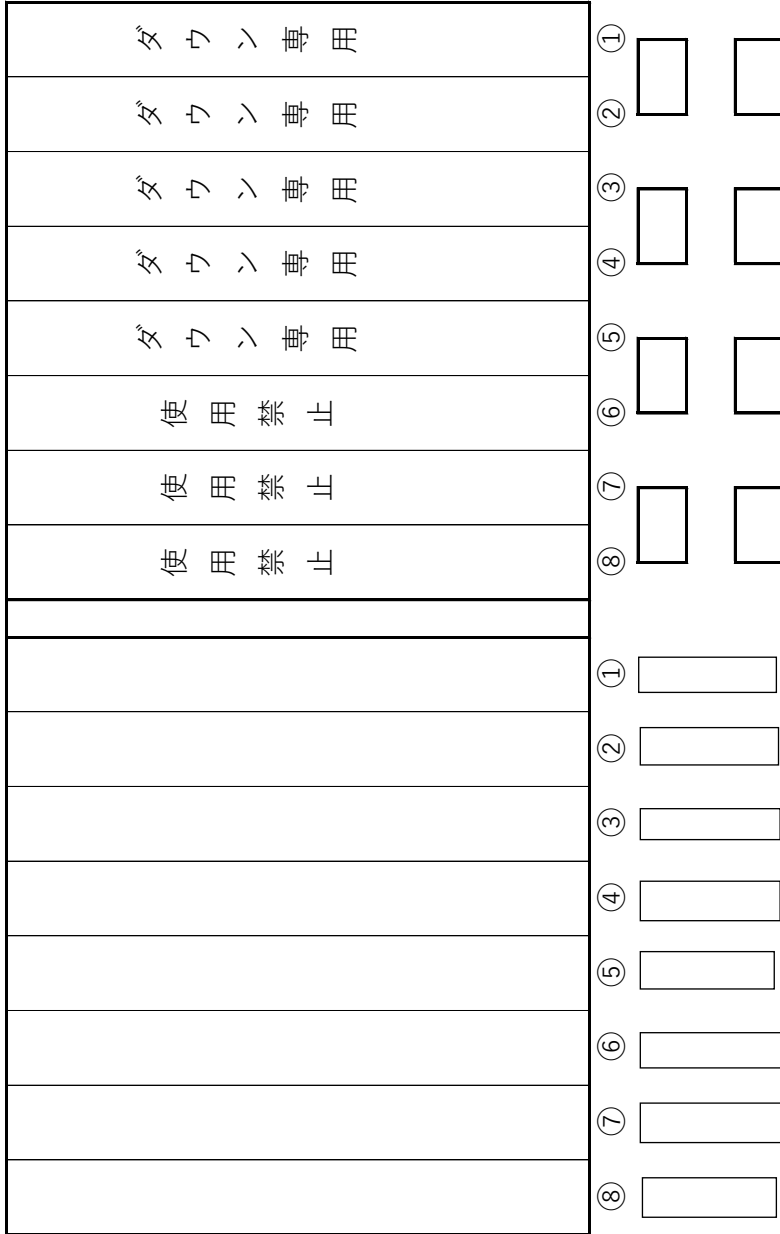 ダウン専用 ①
ダウン専用 ②
ダウン専用 ③
ダウン専用 ④
ダウン専用 ⑤
使用禁止 ⑥
使用禁止 ⑦
使用禁止 ⑧
①
②
③
④
⑤
⑥
⑦
⑧